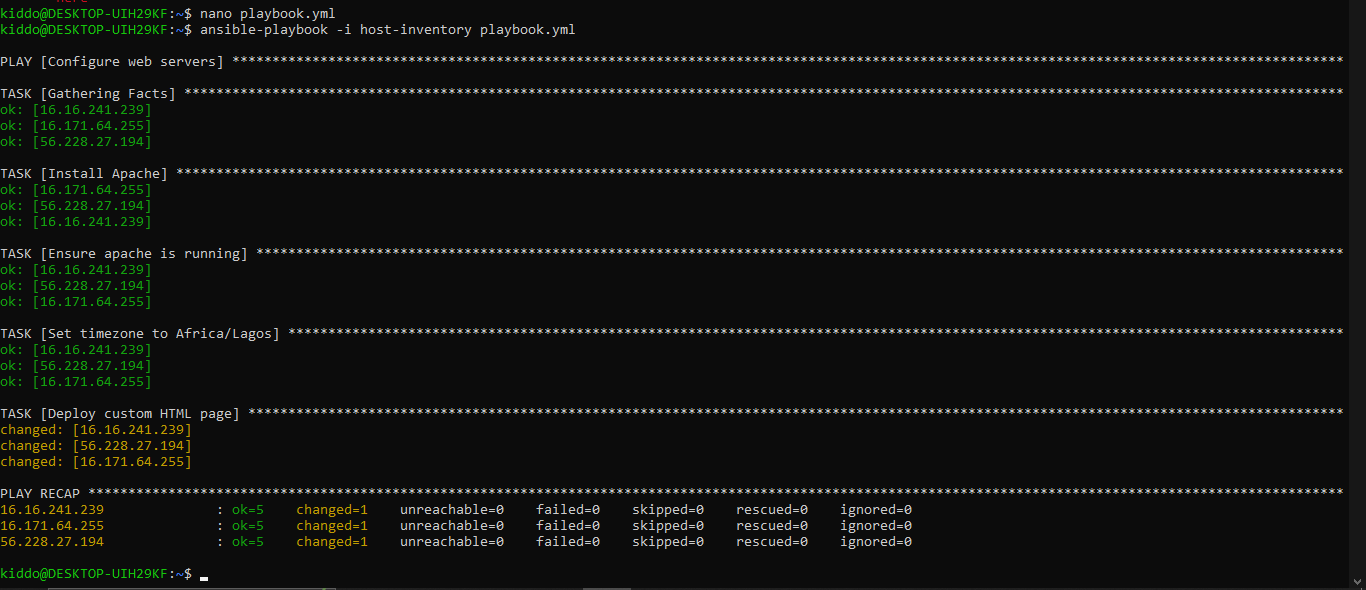 kiddo@DESKTOP-UIH29KF:~$ nano playbook.yml
kiddo@DESKTOP-UIH29KF:~$ ansible-playbook -i host-inventory playbook.yml
PLAY [Configure web servers] *******************************************************************************************************************************************
TASK [Gathering Facts] *************************************************************************************************************************************************
ok: [16.16.241.239]
ok: [16.171.64.255]
ok: [56.228.27.194]
TASK [Install Apache] **************************************************************************************************************************************************
ok: [16.171.64.255]
ok: [56.228.27.194]
ok: [16.16.241.239]
TASK [Ensure apache is running] ****************************************************************************************************************************************
ok: [16.16.241.239]
ok: [56.228.27.194]
ok: [16.171.64.255]
TASK [Set timezone to Africa/Lagos] ************************************************************************************************************************************
ok: [16.16.241.239]
ok: [56.228.27.194]
ok: [16.171.64.255]
TASK [Deploy custom HTML page] *****************************************************************************************************************************************
changed: [16.16.241.239]
changed: [56.228.27.194]
changed: [16.171.64.255]
PLAY RECAP *************************************************************************************************************************************************************
16.16.241.239              : ok=5    changed=1    unreachable=0    failed=0    skipped=0    rescued=0    ignored=0
16.171.64.255              : ok=5    changed=1    unreachable=0    failed=0    skipped=0    rescued=0    ignored=0
56.228.27.194              : ok=5    changed=1    unreachable=0    failed=0    skipped=0    rescued=0    ignored=0
kiddo@DESKTOP-UIH29KF:~$